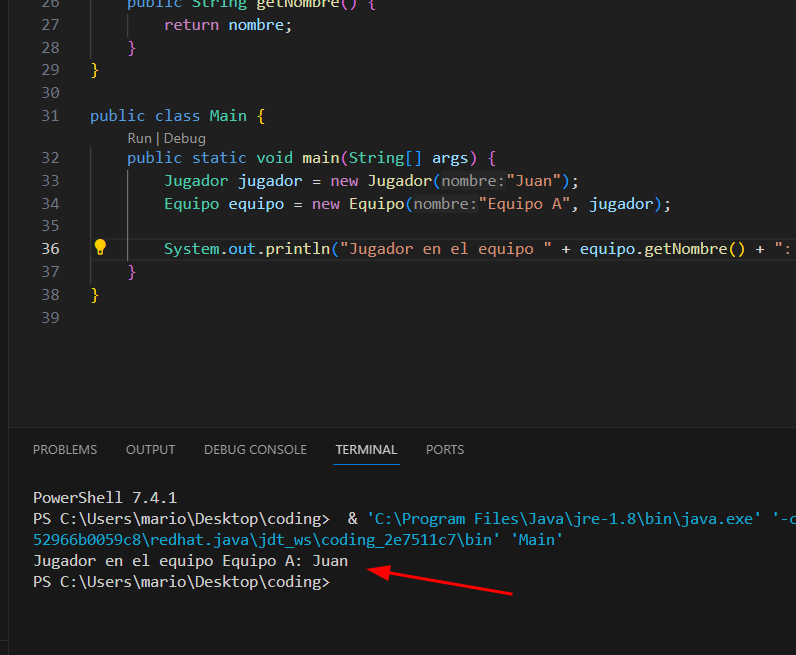 26 public String getNombre() {
27 return nombre;
28 }
29 }
30
31 public class Main {
Run | Debug
32 public static void main(String[] args) {
33 Jugador jugador = new Jugador(nombre:"Juan");
34 Equipo equipo = new Equipo(nombre:"Equipo A", jugador);
35
36 System.out.println("Jugador en el equipo " + equipo.getNombre() + ":
37 }
38 }
39
PROBLEMS OUTPUT DEBUG CONSOLE TERMINAL PORTS
PowerShell 7.4.1
PS C:\Users\mario\Desktop\coding> & 'C:\Program Files\Java\jre-1.8\bin\java.exe' '-c
52966b0059c8\redhat.java\jdt_ws\coding_2e7511c7\bin' 'Main'
Jugador en el equipo Equipo A: Juan
PS C:\Users\mario\Desktop\coding>